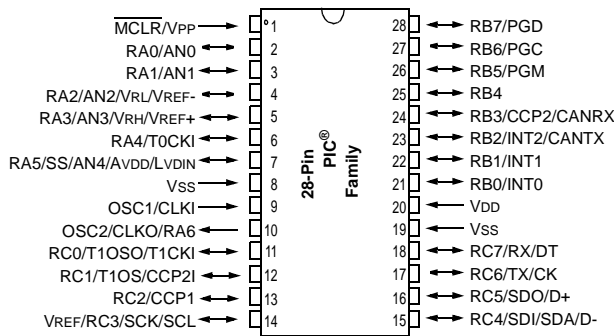 MCLR/VPP 1
RA0/AN0 2
RA1/AN1 3
RA2/AN2/VRL/VREF- 4
RA3/AN3/VRH/VREF+ 5
RA4/T0CKI 6
RA5/SS/AN4/AVDD/LVDIN 7
VSS 8
OSC1/CLKI 9
OSC2/CLKO/RA6 10
RC0/T1OSO/T1CKI 11
RC1/T1OS/CCP2I 12
RC2/CCP1 13
VREF/RC3/SCK/SCL 14
28-Pin
PIC®
Family
28 RB7/PGD
27 RB6/PGC
26 RB5/PGM
25 RB4
24 RB3/CCP2/CANRX
23 RB2/INT2/CANTX
22 RB1/INT1
21 RB0/INT0
20 VDD
19 VSS
18 RC7/RX/DT
17 RC6/TX/CK
16 RC5/SDO/D+
15 RC4/SDI/SDA/D-